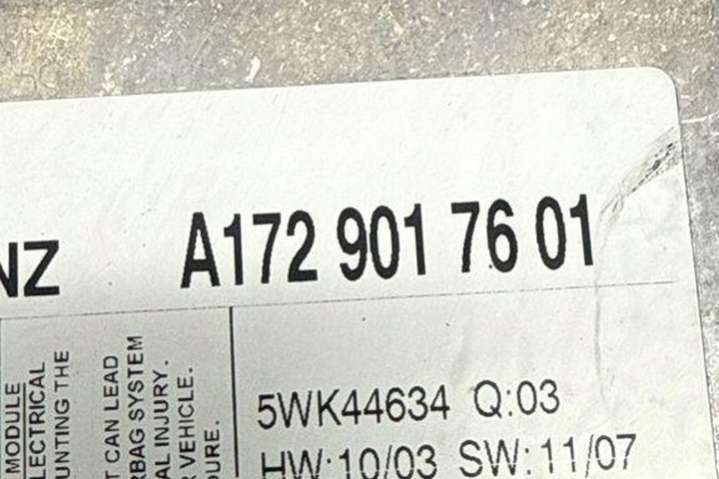 NZ A172 901 76 01
MODULE
LECTRICAL
UNTING THE
T CAN LEAD
RBAG SYSTEM
AL INJURY.
VEHICLE.
DURE.
5WK44634 Q:03
HW:10/03 SW:11/07